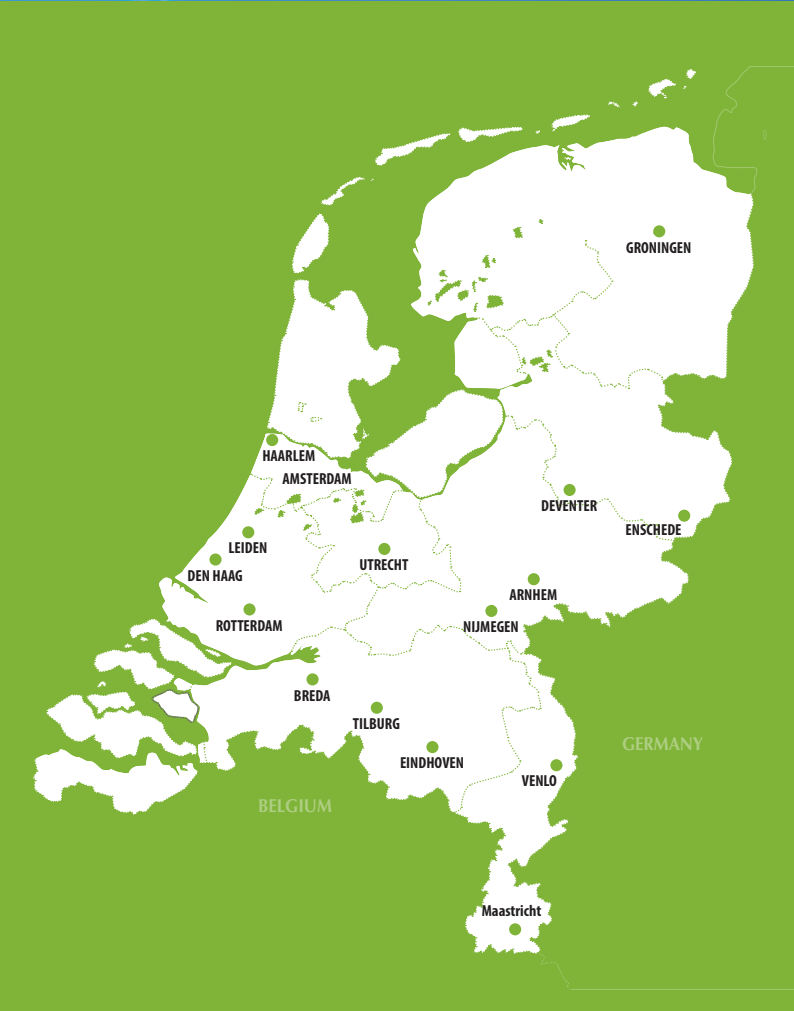 GRONINGEN
HAARLEM
AMSTERDAM
DEVENTER
ENSCHEDE
LEIDEN
UTRECHT
DEN HAAG
ARNHEM
ROTTERDAM
NIJMEGEN
BREDA
TILBURG
GERMANY
EINDHOVEN
VENLO
BELGIUM
Maastricht